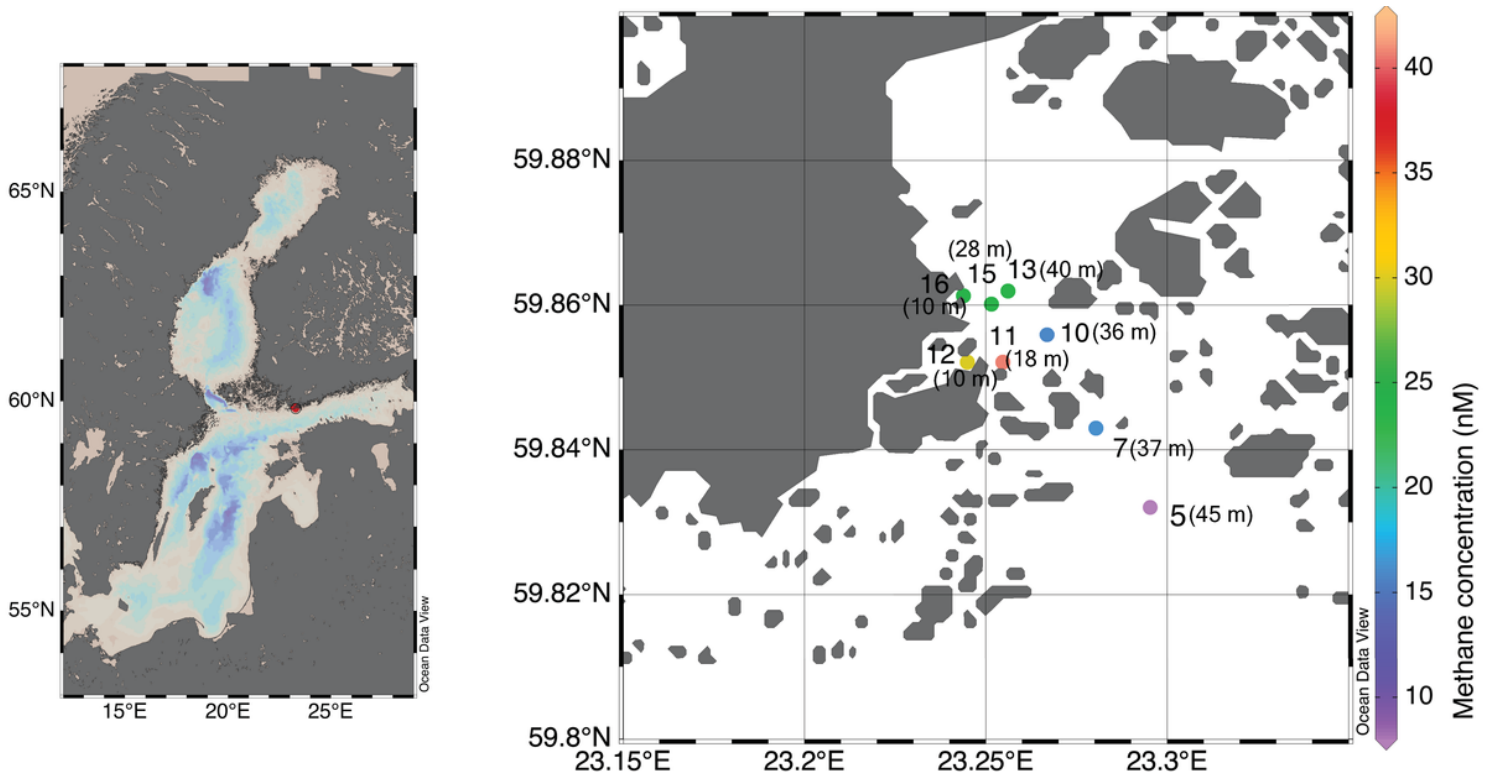 65°N
60°N
55°N
15°E
20°E
25°E
Ocean Data View
59.88°N
59.86°N
59.84°N
59.82°N
59.8°N
23.15°E
23.2°E
23.25°E
23.3°E
(28 m)
16
15
13 (40 m)
(10 m)
10 (36 m)
11
(18 m)
12
(10 m)
7 (37 m)
5 (45 m)
Ocean Data View
40
35
30
25
20
15
10
Methane concentration (nM)